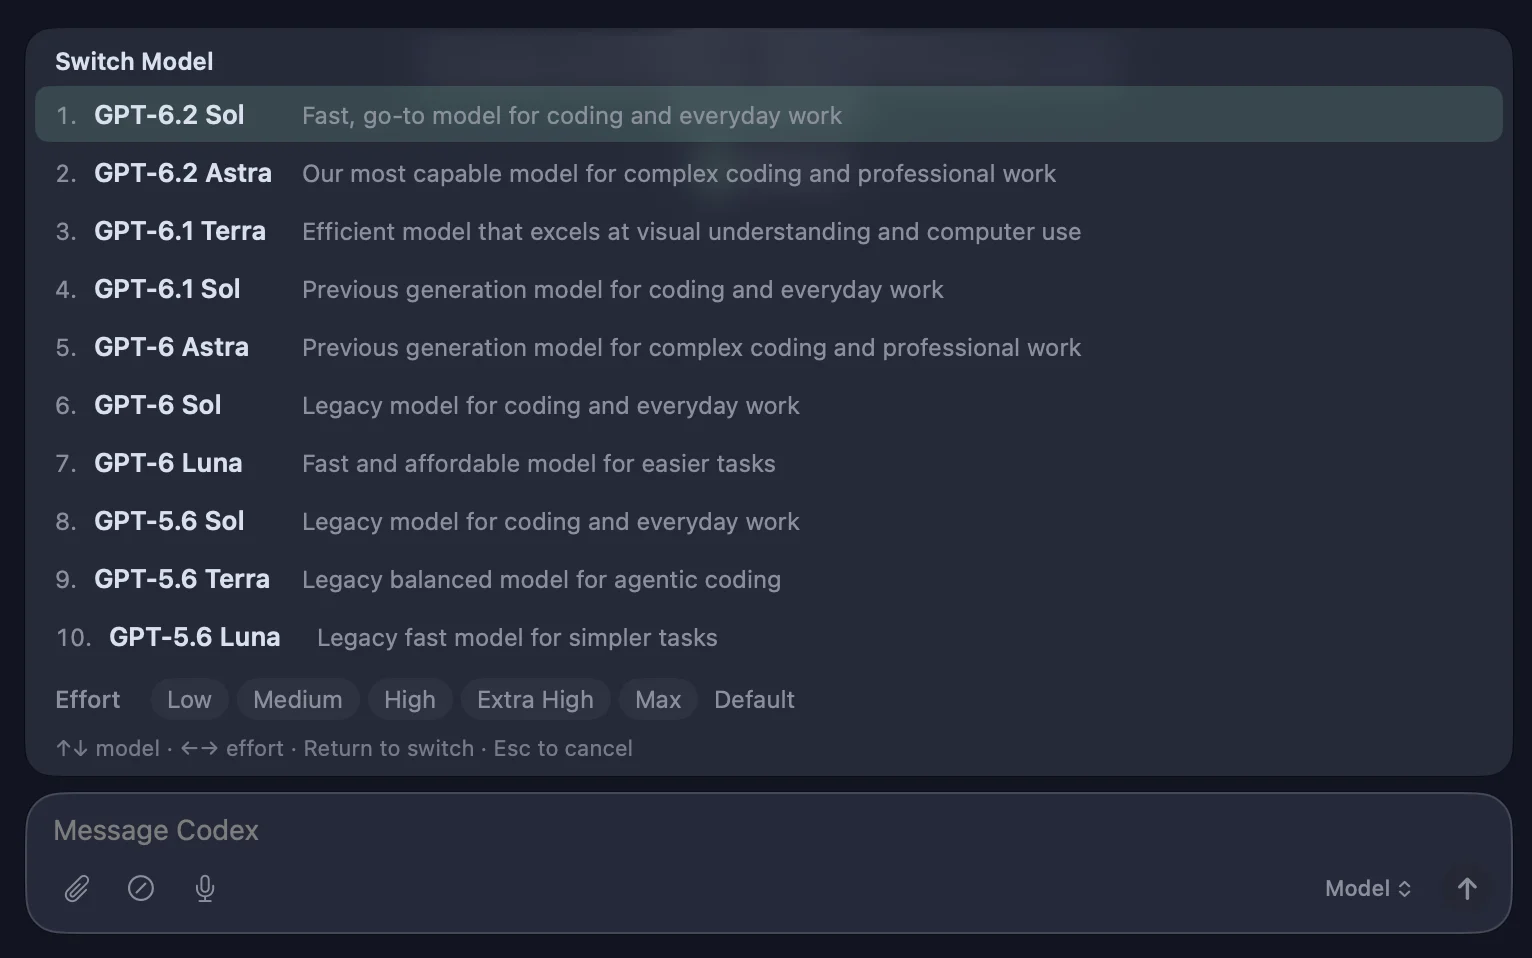 Switch Model
1. GPT-6.2 Sol Fast, go-to model for coding and everyday work
2. GPT-6.2 Astra Our most capable model for complex coding and professional work
3. GPT-6.1 Terra Efficient model that excels at visual understanding and computer use
4. GPT-6.1 Sol Previous generation model for coding and everyday work
5. GPT-6 Astra Previous generation model for complex coding and professional work
6. GPT-6 Sol Legacy model for coding and everyday work
7. GPT-6 Luna Fast and affordable model for easier tasks
8. GPT-5.6 Sol Legacy model for coding and everyday work
9. GPT-5.6 Terra Legacy balanced model for agentic coding
10. GPT-5.6 Luna Legacy fast model for simpler tasks
Effort Low Medium High Extra High Max Default
↑↓ model · ←→ effort · Return to switch · Esc to cancel
Message Codex
Model